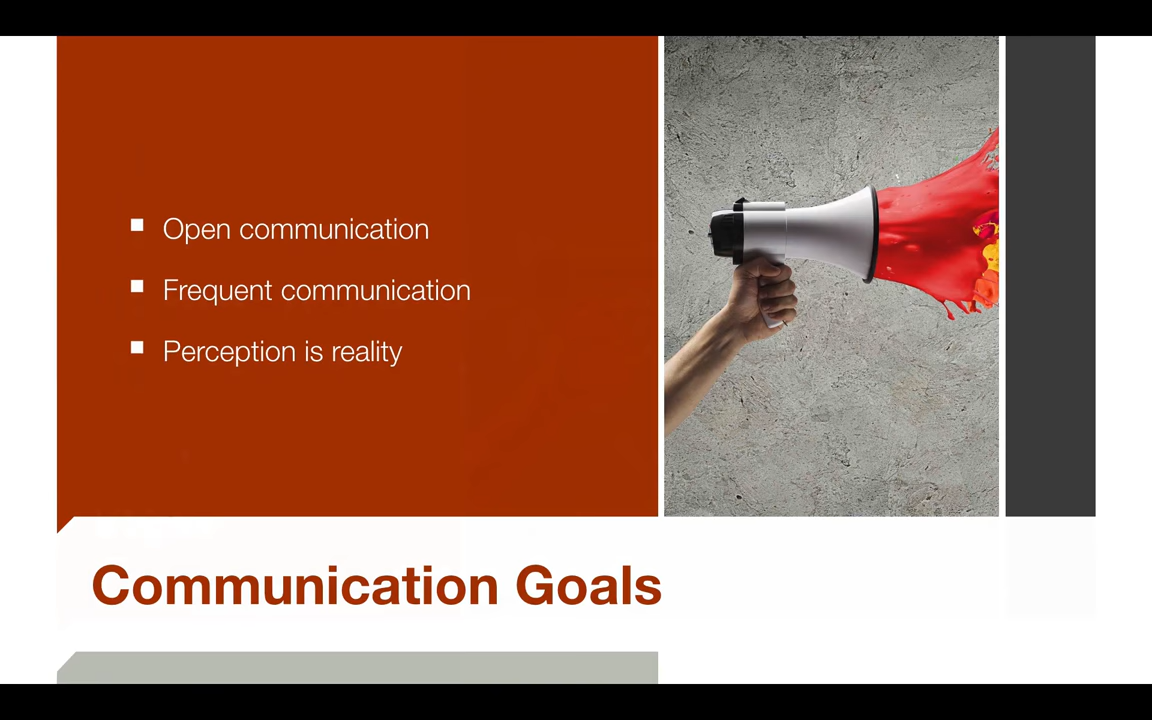 Open communication
Frequent communication
Perception is reality
Communication Goals